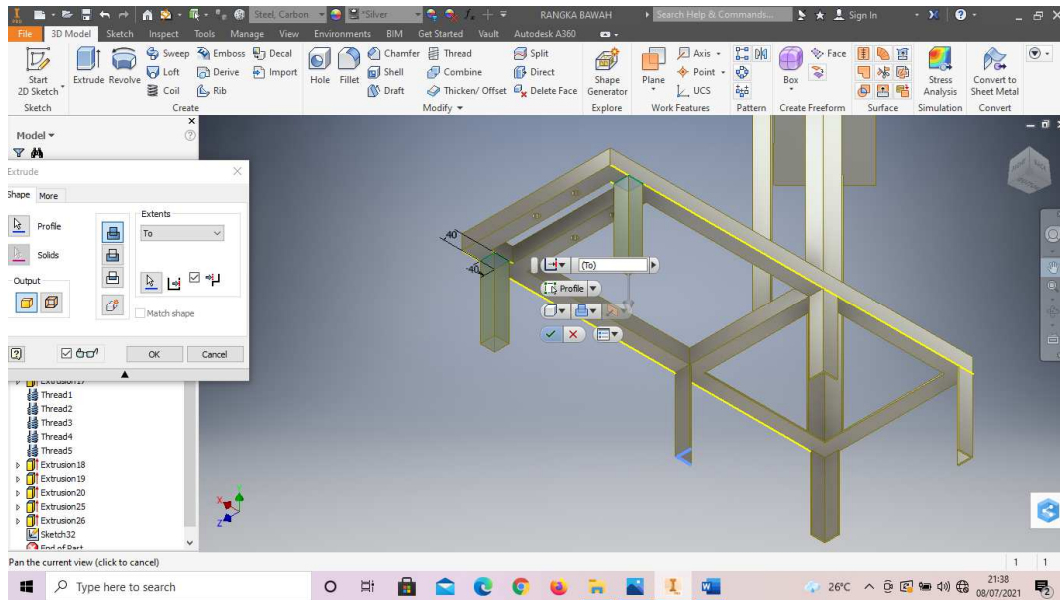 Steel, Carbon
*Silver
RANGKA BAWAH
Search Help & Commands...
Sign In
File 3D Model Sketch Inspect Tools Manage View Environments BIM Get Started Vault Autodesk A360
Start 2D Sketch
Extrude
Revolve
Sweep
Emboss
Decal
Loft
Derive
Import
Coil
Rib
Hole
Fillet
Chamfer
Thread
Split
Shell
Combine
Direct
Draft
Thicken/ Offset
Delete Face
Shape Generator
Plane
Axis
Point
UCS
Box
Face
Stress Analysis
Convert to Sheet Metal
Sketch Create Modify Explore Work Features Pattern Create Freeform Surface Simulation Convert
Model
Extrude
Shape More
Profile
Solids
Output
Extents
To
Match shape
OK Cancel
40
40
(To)
Profile
Extrusion17
Thread1
Thread2
Thread3
Thread4
Thread5
Extrusion18
Extrusion19
Extrusion20
Extrusion25
Extrusion26
Sketch32
End of Part
X
Y
Z
Pan the current view (click to cancel)
1 1
Type here to search
26°C
21:38
08/07/2021